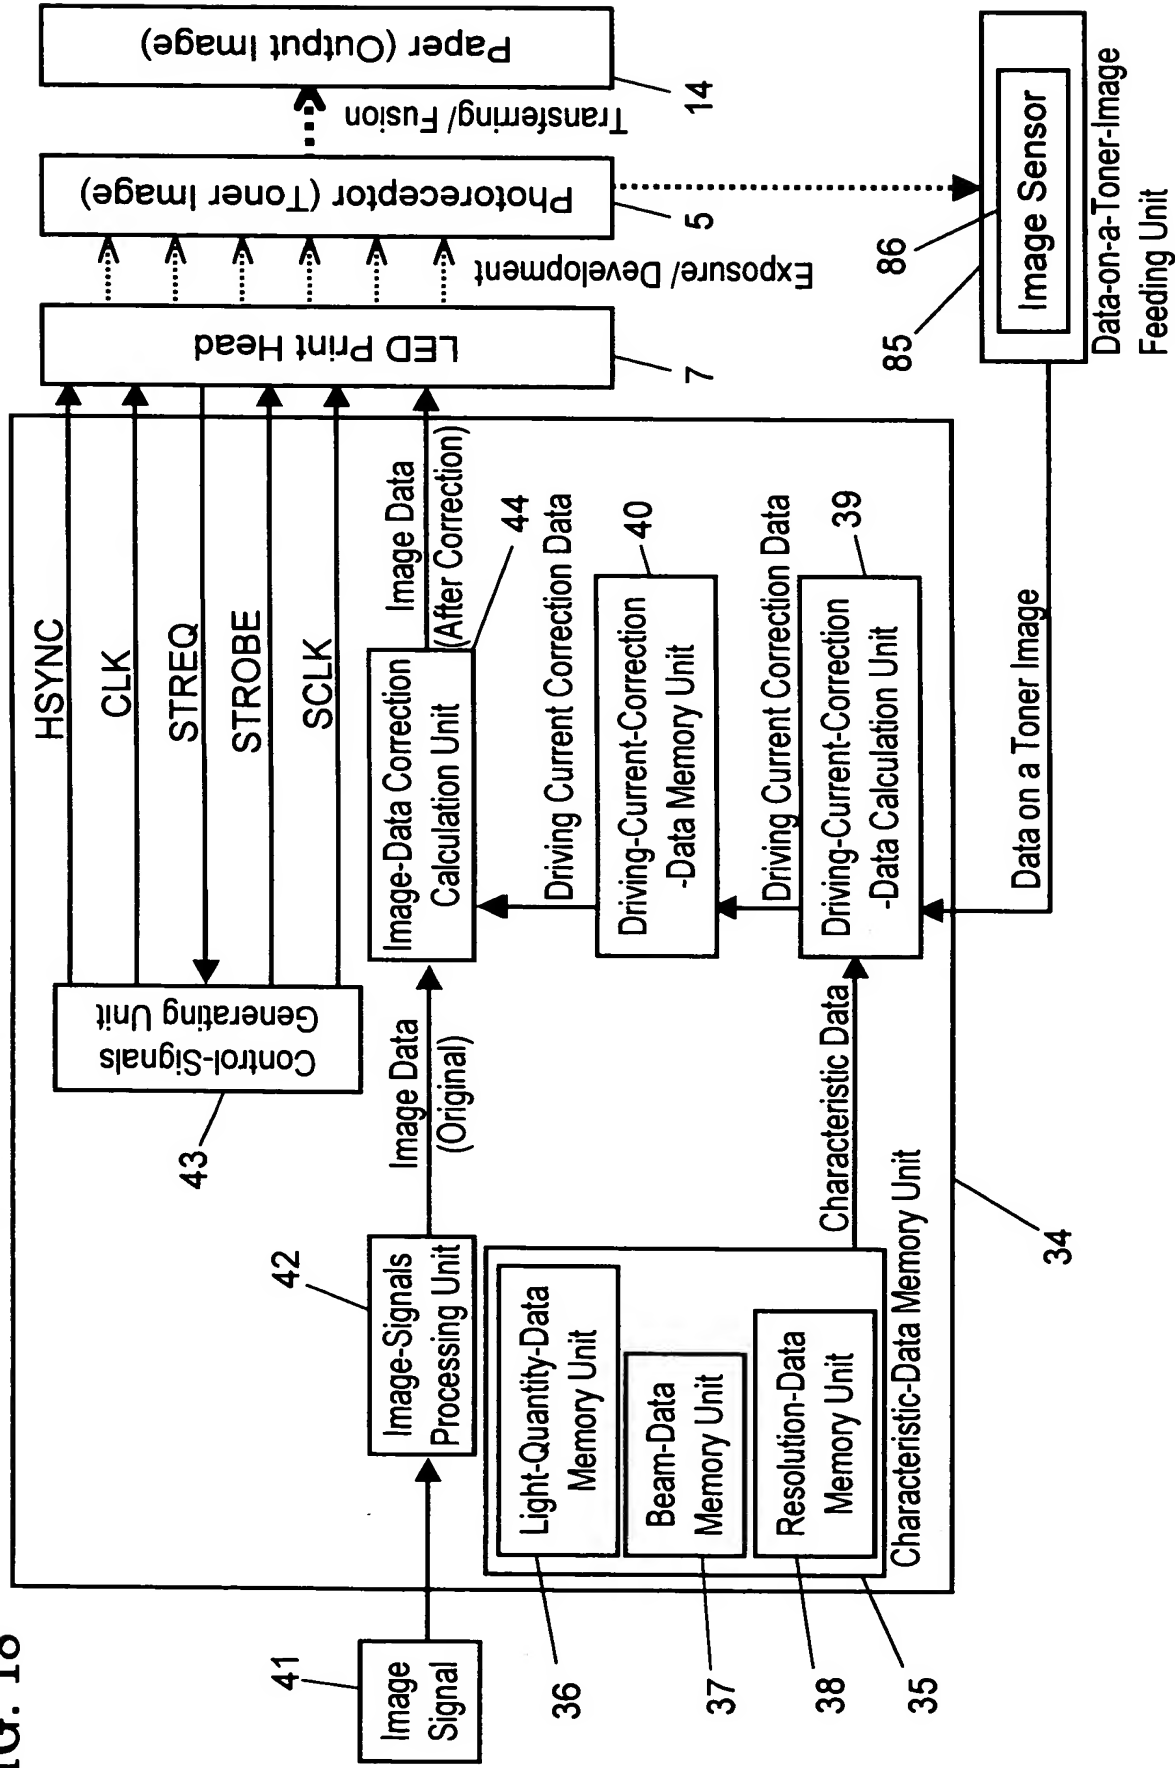 FIG. 18
41
Image
Signal
42
Image-Signals
Processing Unit
Image Data
(Original)
43
Control-Signals
Generating Unit
HSYNC
CLK
STREQ
STROBE
SCLK
Image-Data Correction
Calculation Unit
44
Image Data
(After Correction)
LED Print Head
7
Exposure/ Development
Photoreceptor (Toner Image)
5
Transferring/ Fusion
Paper (Output Image)
14
Driving Current Correction Data
Driving-Current-Correction
-Data Memory Unit
40
Driving Current Correction Data
Driving-Current-Correction
-Data Calculation Unit
39
Light-Quantity-Data
Memory Unit
36
Beam-Data
Memory Unit
37
Resolution-Data
Memory Unit
38
35
Characteristic-Data Memory Unit
Characteristic Data
34
Data on a Toner Image
85
86
Image Sensor
Data-on-a-Toner-Image
Feeding Unit